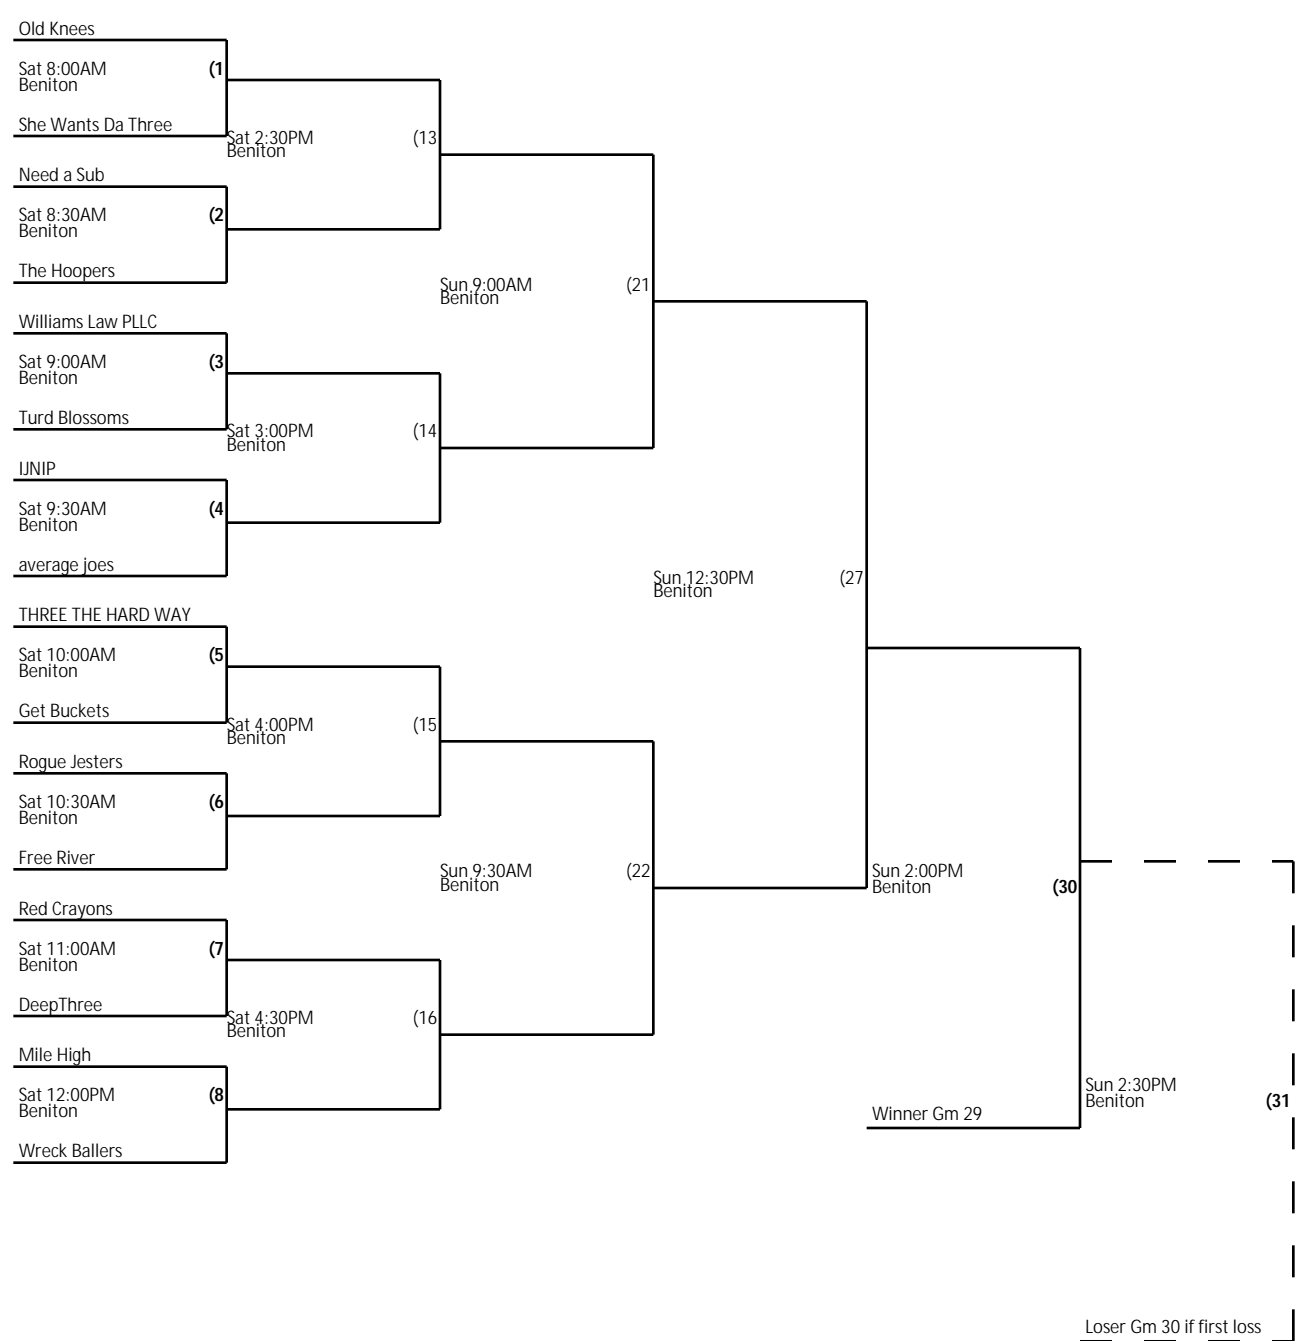 Old Knees
Sat 8:00AM (1
Beniton
She Wants Da Three
Sat 2:30PM (13
Beniton
Need a Sub
Sat 8:30AM (2
Beniton
The Hoopers
Sun 9:00AM (21
Beniton
Williams Law PLLC
Sat 9:00AM (3
Beniton
Turd Blossoms
Sat 3:00PM (14
Beniton
IJNIP
Sat 9:30AM (4
Beniton
average joes
Sun 12:30PM (27
Beniton
THREE THE HARD WAY
Sat 10:00AM (5
Beniton
Get Buckets
Sat 4:00PM (15
Beniton
Rogue Jesters
Sat 10:30AM (6
Beniton
Free River
Sun 9:30AM (22
Beniton
Sun 2:00PM (30
Beniton
Red Crayons
Sat 11:00AM (7
Beniton
DeepThree
Sat 4:30PM (16
Beniton
Mile High
Sat 12:00PM (8
Beniton
Wreck Ballers
Sun 2:30PM (31
Beniton
Winner Gm 29
Loser Gm 30 if first loss